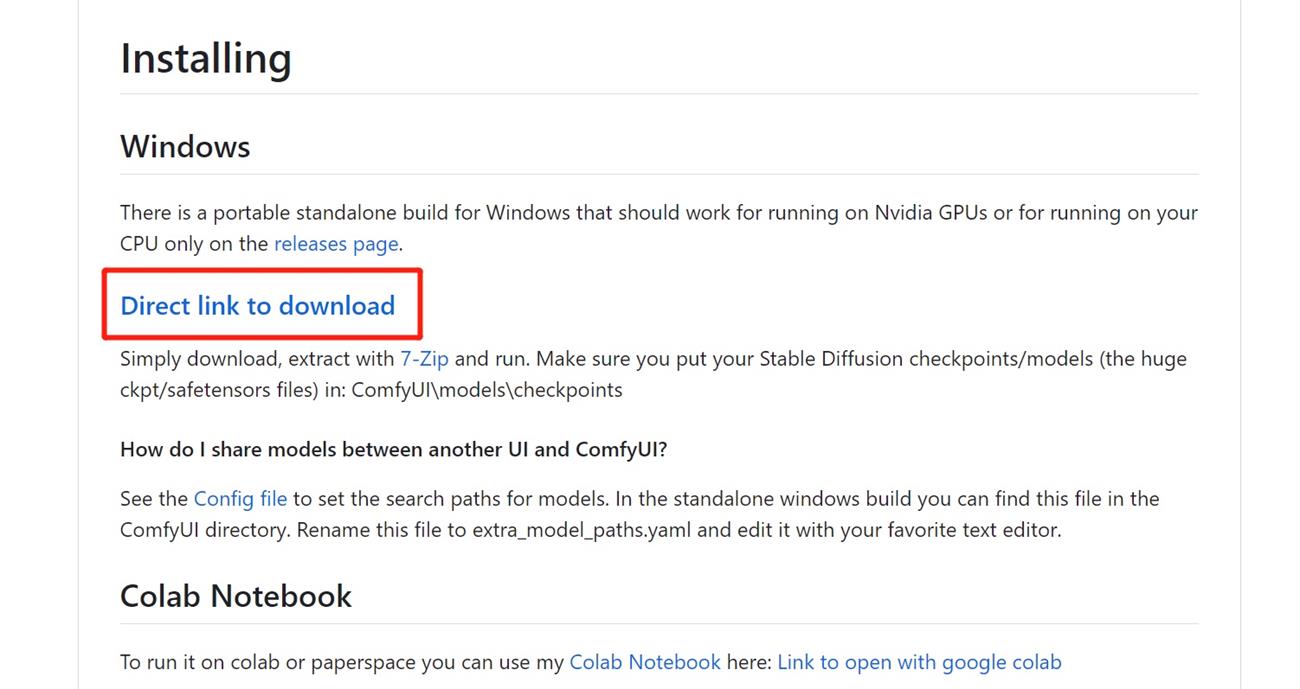 Installing
Windows
There is a portable standalone build for Windows that should work for running on Nvidia GPUs or for running on your
CPU only on the releases page.
Direct link to download
Simply download, extract with 7-Zip and run. Make sure you put your Stable Diffusion checkpoints/models (the huge
ckpt/safetensors files) in: ComfyUI\models\checkpoints
How do I share models between another UI and ComfyUI?
See the Config file to set the search paths for models. In the standalone windows build you can find this file in the
ComfyUI directory. Rename this file to extra_model_paths.yaml and edit it with your favorite text editor.
Colab Notebook
To run it on colab or paperspace you can use my Colab Notebook here: Link to open with google colab